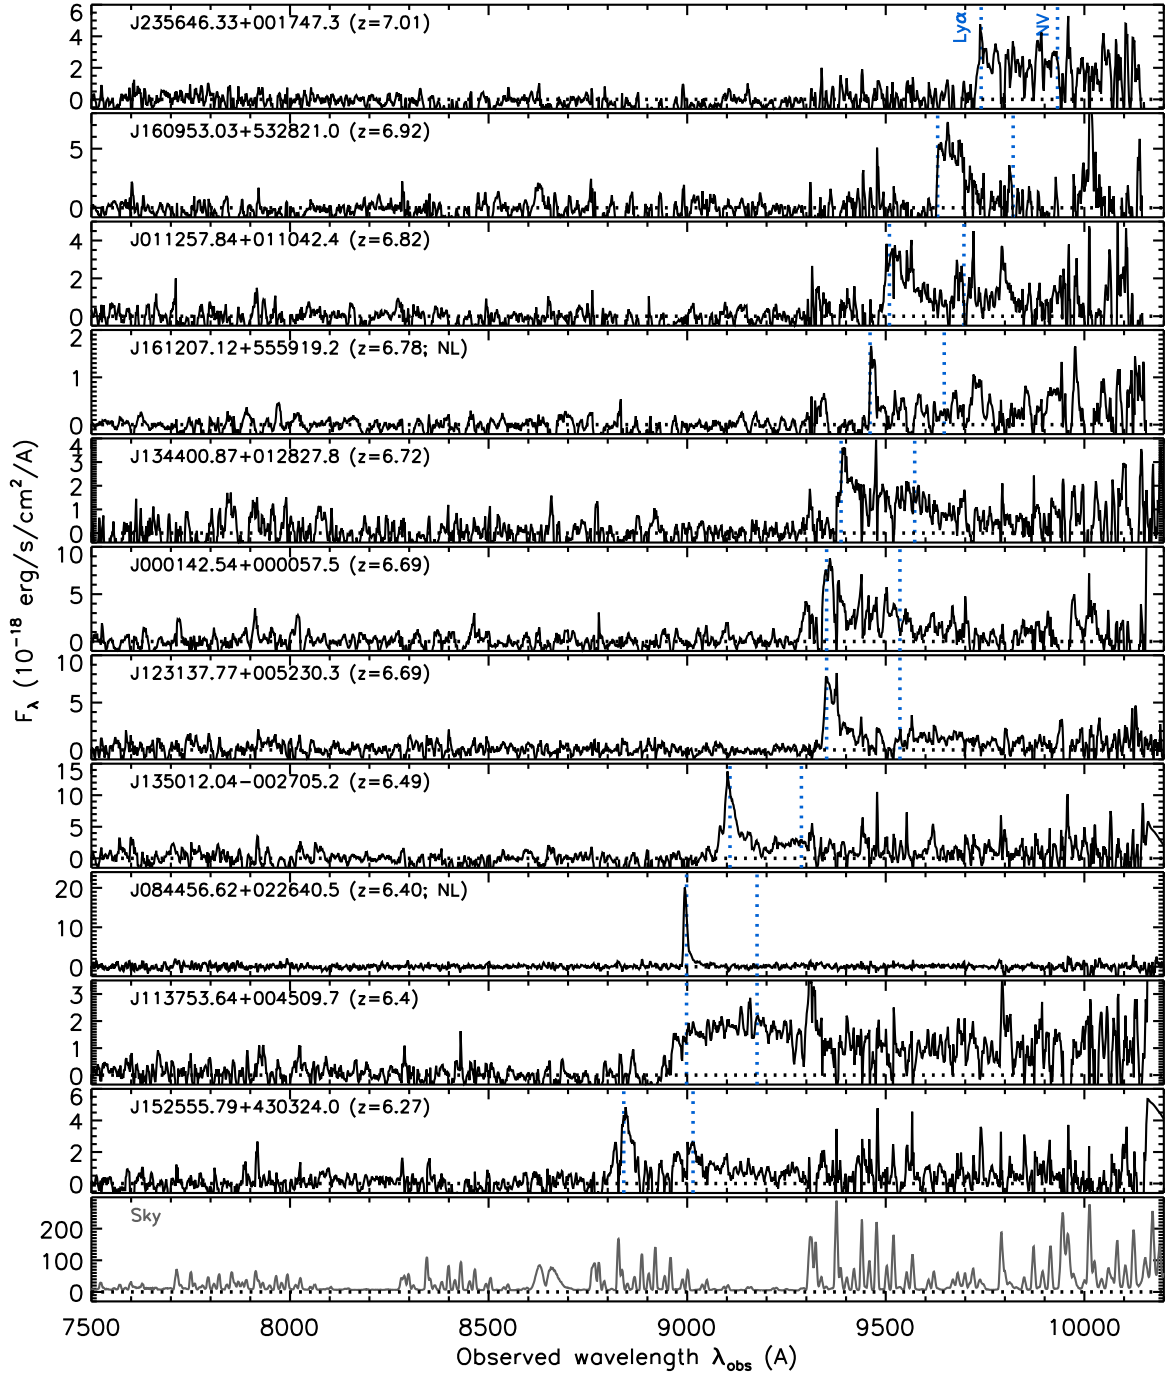 6
4
2
0
J235646.33+001747.3 (z=7.01)
Lyα
NV
5
0
J160953.03+532821.0 (z=6.92)
4
2
0
J011257.84+011042.4 (z=6.82)
2
1
0
J161207.12+555919.2 (z=6.78; NL)
4
3
2
1
0
J134400.87+012827.8 (z=6.72)
10
5
0
J000142.54+000057.5 (z=6.69)
10
5
0
J123137.77+005230.3 (z=6.69)
15
10
5
0
J135012.04−002705.2 (z=6.49)
20
10
0
J084456.62+022640.5 (z=6.40; NL)
3
2
1
0
J113753.64+004509.7 (z=6.4)
6
4
2
0
J152555.79+430324.0 (z=6.27)
200
100
0
Sky
Fλ (10⁻¹⁸ erg/s/cm²/A)
7500 8000 8500 9000 9500 10000
Observed wavelength λobs (A)